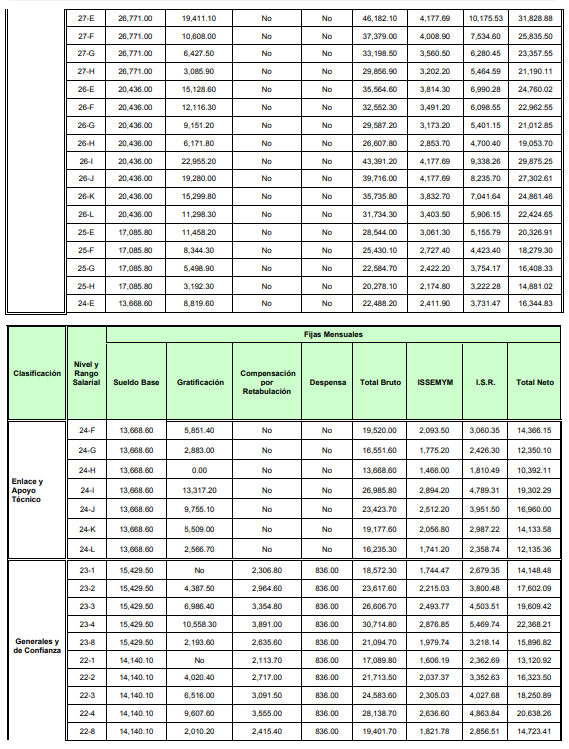 27-E 26,771.00 19,411.10 No No 46,182.10 4,177.69 10,175.53 31,828.88
27-F 26,771.00 10,608.00 No No 37,379.00 4,008.90 7,534.60 25,835.50
27-G 26,771.00 6,427.50 No No 33,198.50 3,560.50 6,280.45 23,357.55
27-H 26,771.00 3,085.90 No No 29,856.90 3,202.20 5,464.59 21,190.11
26-E 20,436.00 15,128.60 No No 35,564.60 3,814.30 6,990.28 24,760.02
26-F 20,436.00 12,116.30 No No 32,552.30 3,491.20 6,098.55 22,962.55
26-G 20,436.00 9,151.20 No No 29,587.20 3,173.20 5,401.15 21,012.85
26-H 20,436.00 6,171.80 No No 26,607.80 2,853.70 4,700.40 19,053.70
26-I 20,436.00 22,955.20 No No 43,391.20 4,177.69 9,338.26 29,875.25
26-J 20,436.00 19,280.00 No No 39,716.00 4,177.69 8,235.70 27,302.61
26-K 20,436.00 15,299.80 No No 35,735.80 3,832.70 7,041.64 24,861.46
26-L 20,436.00 11,298.30 No No 31,734.30 3,403.50 5,906.15 22,424.65
25-E 17,085.80 11,458.20 No No 28,544.00 3,061.30 5,155.79 20,326.91
25-F 17,085.80 8,344.30 No No 25,430.10 2,727.40 4,423.40 18,279.30
25-G 17,085.80 5,498.90 No No 22,584.70 2,422.20 3,754.17 16,408.33
25-H 17,085.80 3,192.30 No No 20,278.10 2,174.80 3,222.28 14,881.02
24-E 13,668.60 8,819.60 No No 22,488.20 2,411.90 3,731.47 16,344.83
Fijas Mensuales
Clasificación
Nivel y
Rango
Salarial
Sueldo Base
Gratificación
Compensación
por
Retabulación
Despensa
Total Bruto
ISSEMYM
I.S.R.
Total Neto
Enlace y
Apoyo
Técnico
24-F 13,668.60 5,851.40 No No 19,520.00 2,093.50 3,060.35 14,366.15
24-G 13,668.60 2,883.00 No No 16,551.60 1,775.20 2,426.30 12,350.10
24-H 13,668.60 0.00 No No 13,668.60 1,466.00 1,810.49 10,392.11
24-I 13,668.60 13,317.20 No No 26,985.80 2,894.20 4,789.31 19,302.29
24-J 13,668.60 9,755.10 No No 23,423.70 2,512.20 3,951.50 16,960.00
24-K 13,668.60 5,509.00 No No 19,177.60 2,056.80 2,987.22 14,133.58
24-L 13,668.60 2,566.70 No No 16,235.30 1,741.20 2,358.74 12,135.36
Generales y
de Confianza
23-1 15,429.50 No 2,306.80 836.00 18,572.30 1,744.47 2,679.35 14,148.48
23-2 15,429.50 4,387.50 2,964.60 836.00 23,617.60 2,215.03 3,800.48 17,602.09
23-3 15,429.50 6,986.40 3,354.80 836.00 26,606.70 2,493.77 4,503.51 19,609.42
23-4 15,429.50 10,558.30 3,891.00 836.00 30,714.80 2,876.85 5,469.74 22,368.21
23-8 15,429.50 2,193.60 2,635.60 836.00 21,094.70 1,979.74 3,218.14 15,896.82
22-1 14,140.10 No 2,113.70 836.00 17,089.80 1,606.19 2,362.69 13,120.92
22-2 14,140.10 4,020.40 2,717.00 836.00 21,713.50 2,037.37 3,352.63 16,323.50
22-3 14,140.10 6,516.00 3,091.50 836.00 24,583.60 2,305.03 4,027.68 18,250.89
22-4 14,140.10 9,607.60 3,555.00 836.00 28,138.70 2,636.60 4,863.84 20,638.26
22-8 14,140.10 2,010.20 2,415.40 836.00 19,401.70 1,821.78 2,856.51 14,723.41